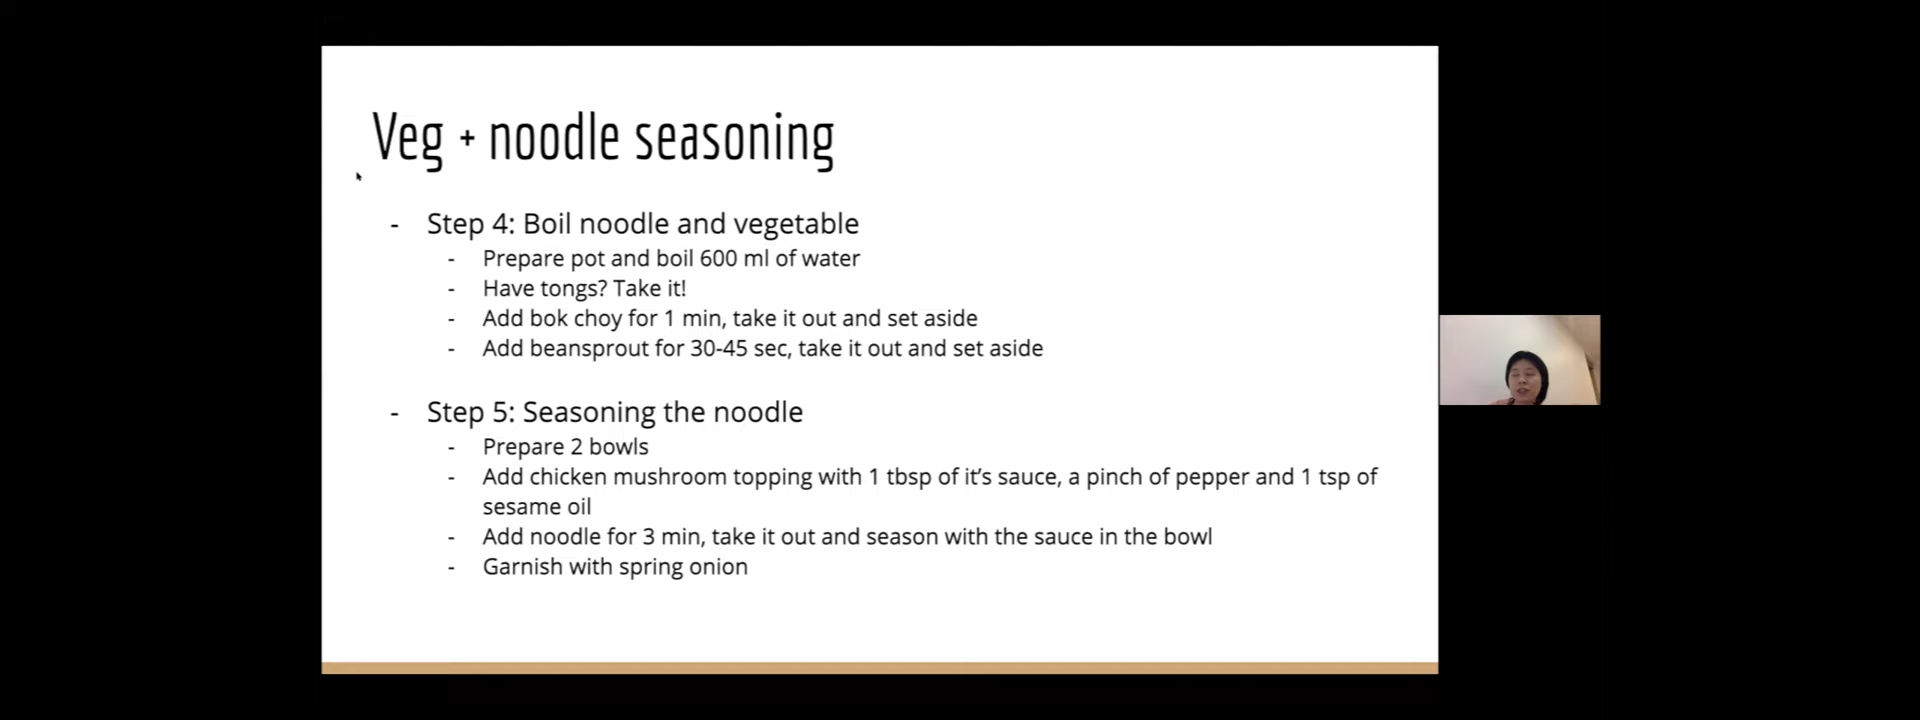 Veg + noodle seasoning
- Step 4: Boil noodle and vegetable
- Prepare pot and boil 600 ml of water
- Have tongs? Take it!
- Add bok choy for 1 min, take it out and set aside
- Add beansprout for 30-45 sec, take it out and set aside
- Step 5: Seasoning the noodle
- Prepare 2 bowls
- Add chicken mushroom topping with 1 tbsp of it’s sauce, a pinch of pepper and 1 tsp of
sesame oil
- Add noodle for 3 min, take it out and season with the sauce in the bowl
- Garnish with spring onion